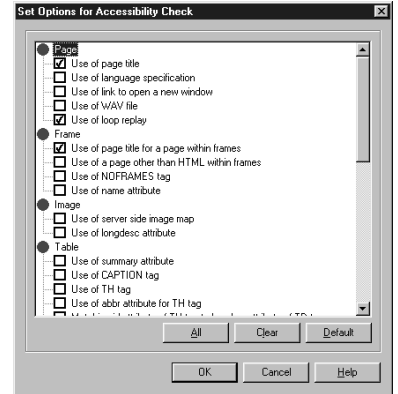 Set Options for Accessibility Check
Page
Use of page title
Use of language specification
Use of link to open a new window
Use of WAV file
Use of loop replay
Frame
Use of page title for a page within frames
Use of a page other than HTML within frames
Use of NOFRAMES tag
Use of name attribute
Image
Use of server side image map
Use of longdesc attribute
Table
Use of summary attribute
Use of CAPTION tag
Use of TH tag
Use of abbr attribute for TH tag
All Clear Default
OK Cancel Help